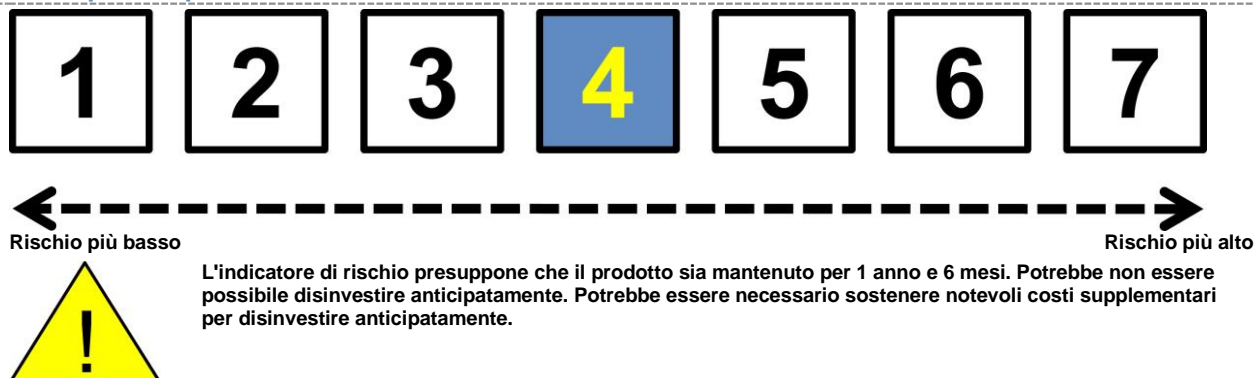 1 2 3 4 5 6 7
Rischio più basso Rischio più alto
L'indicatore di rischio presuppone che il prodotto sia mantenuto per 1 anno e 6 mesi. Potrebbe non essere
possibile disinvestire anticipatamente. Potrebbe essere necessario sostenere notevoli costi supplementari
per disinvestire anticipatamente.
!